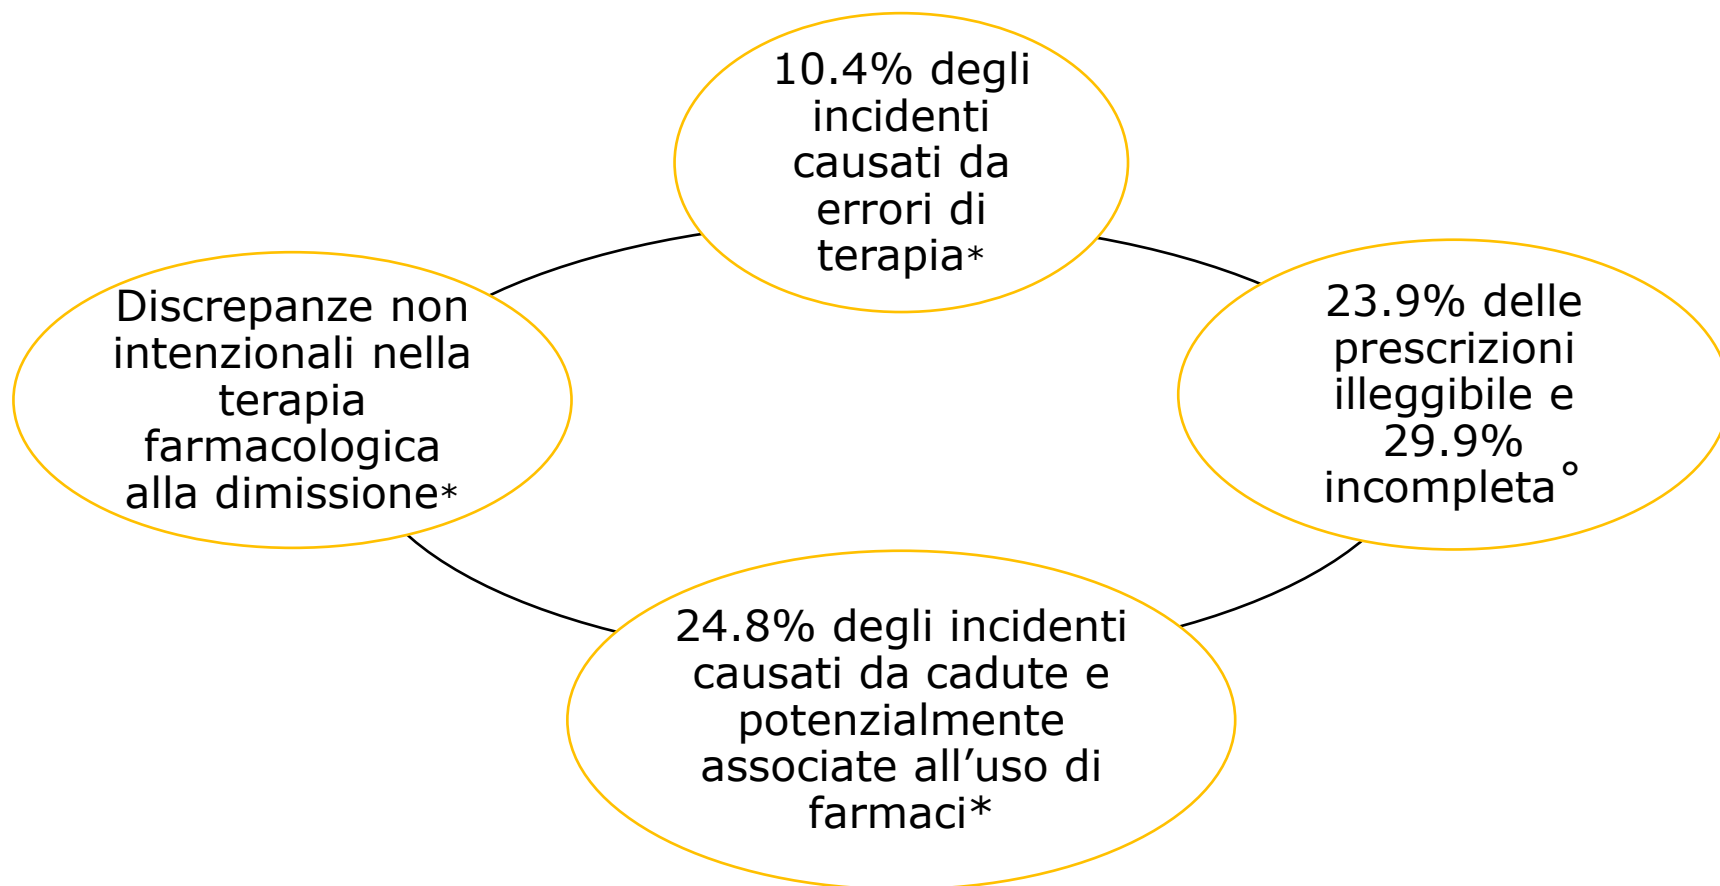 10.4% degli
incidenti
causati da
errori di
terapia*
23.9% delle
prescrizioni
illeggibile e
29.9%
incompleta°
24.8% degli incidenti
causati da cadute e
potenzialmente
associate all’uso di
farmaci*
Discrepanze non
intenzionali nella
terapia
farmacologica
alla dimissione*